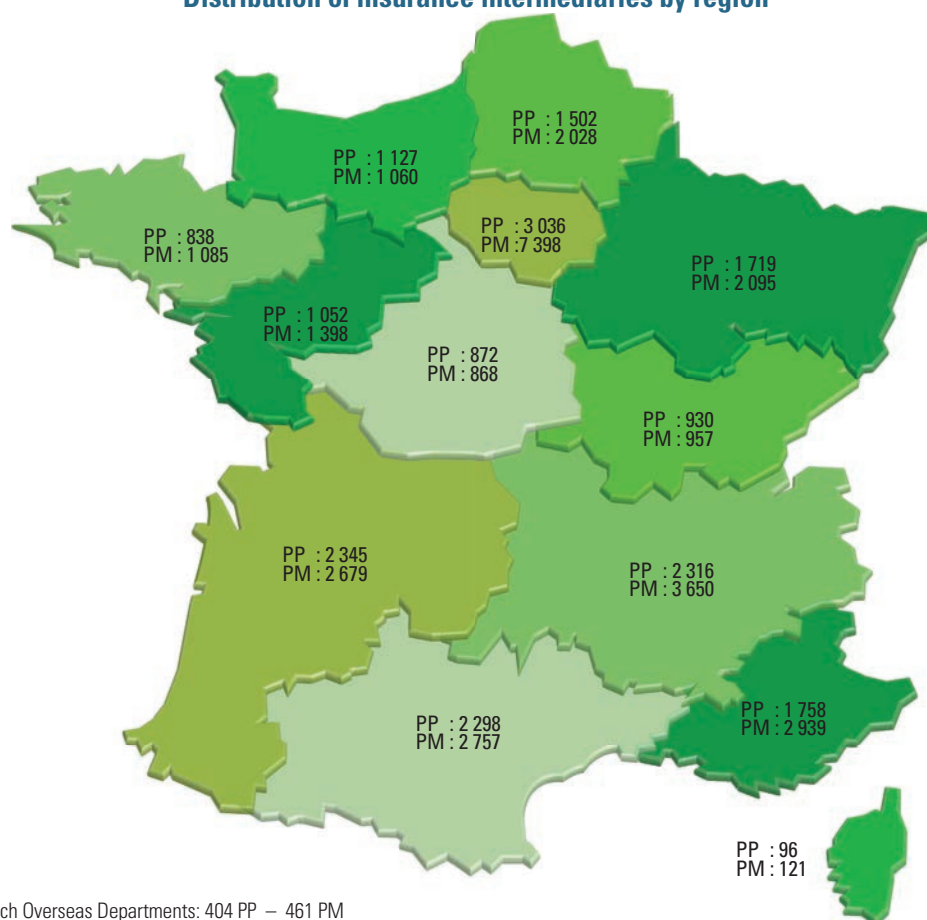 Distribution of insurance intermediaries by region
PP : 1 502
PM : 2 028
PP : 1 127
PM : 1 060
PP : 3 036
PM :7 398
PP : 838
PM : 1 085
PP : 1 719
PM : 2 095
PP : 1 052
PM : 1 398
PP : 872
PM : 868
PP : 930
PM : 957
PP : 2 345
PM : 2 679
PP : 2 316
PM : 3 650
PP : 2 298
PM : 2 757
PP : 1 758
PM : 2 939
PP : 96
PM : 121
ch Overseas Departments: 404 PP – 461 PM